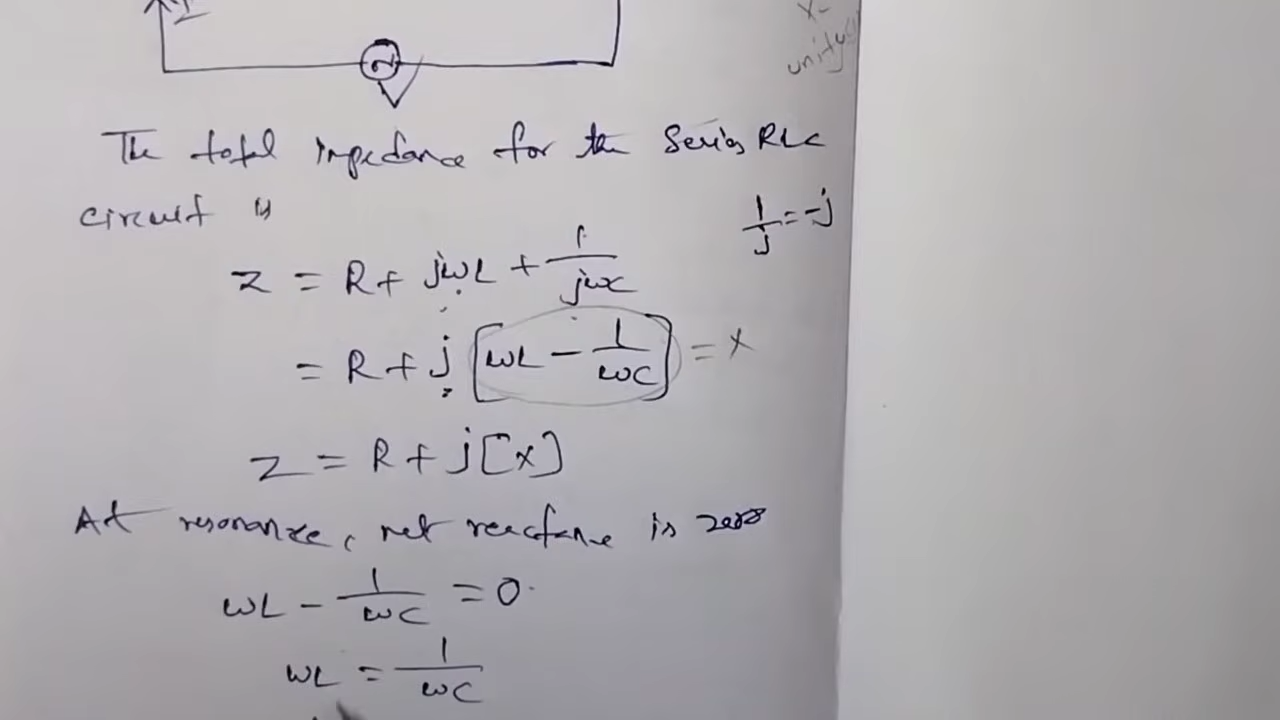 x-
unity
V
The total impedance for the Series RLC
circuit is
1/j = -j
Z = R + jωL + 1/jωC
= R + j [ωL - 1/ωC] = x
Z = R + j[x]
At resonance, net reactance is zero
ωL - 1/ωC = 0
ωL = 1/ωC